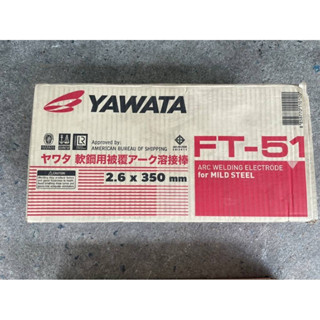 YAWATA
Approved by:
AMERICAN BUREAU OF SHIPPING
ヤワタ 軟鋼用被覆アーク溶接棒
2.6 x 350 mm
FT-51
ARC WELDING ELECTRODE
for MILD STEEL